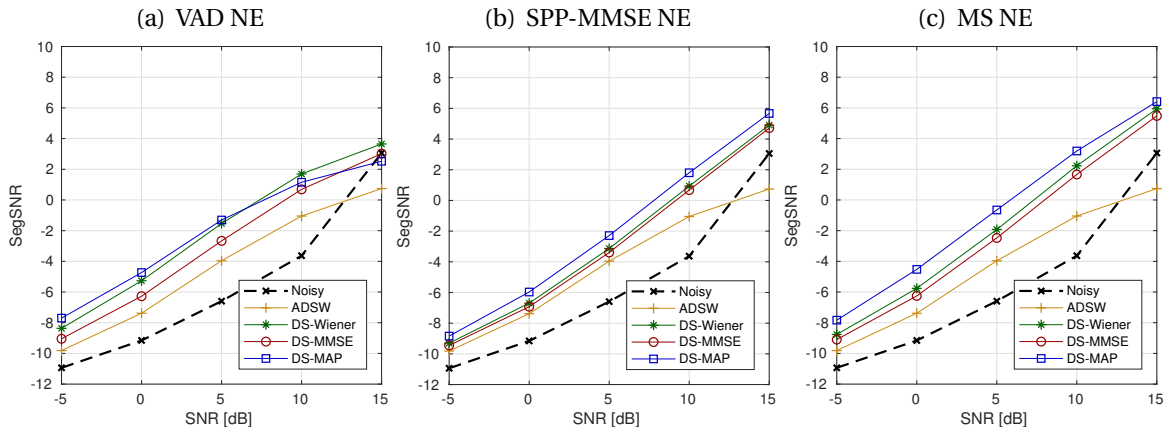 (a) VAD NE
10
8
6
4
2
0
-2
-4
-6
-8
-10
-12
SegSNR
-5
0
5
10
15
SNR [dB]
Noisy
ADSW
DS-Wiener
DS-MMSE
DS-MAP
(b) SPP-MMSE NE
10
8
6
4
2
0
-2
-4
-6
-8
-10
-12
SegSNR
-5
0
5
10
15
SNR [dB]
Noisy
ADSW
DS-Wiener
DS-MMSE
DS-MAP
(c) MS NE
10
8
6
4
2
0
-2
-4
-6
-8
-10
-12
SegSNR
-5
0
5
10
15
SNR [dB]
Noisy
ADSW
DS-Wiener
DS-MMSE
DS-MAP